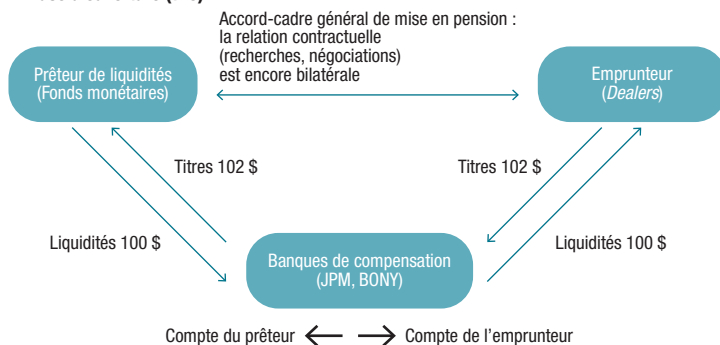 Accord-cadre général de mise en pension :
la relation contractuelle
(recherches, négociations)
est encore bilatérale
Prêteur de liquidités
(Fonds monétaires)
Emprunteur
(Dealers)
Titres 102 $
Titres 102 $
Liquidités 100 $
Liquidités 100 $
Banques de compensation
(JPM, BONY)
Compte du prêteur
Compte de l’emprunteur